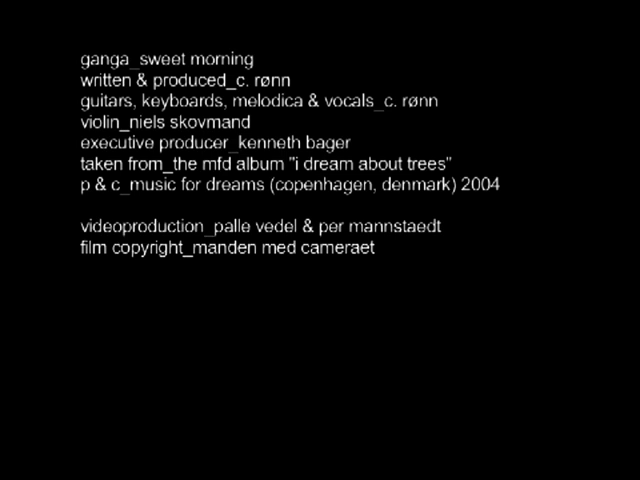 ganga_sweet morning
written & produced_c. rønn
guitars, keyboards, melodica & vocals_c. rønn
violin_niels skovmand
executive producer_kenneth bager
taken from_the mfd album "i dream about trees"
p & c_music for dreams (copenhagen, denmark) 2004
videoproduction_palle vedel & per mannstaedt
film copyright_manden med cameraet